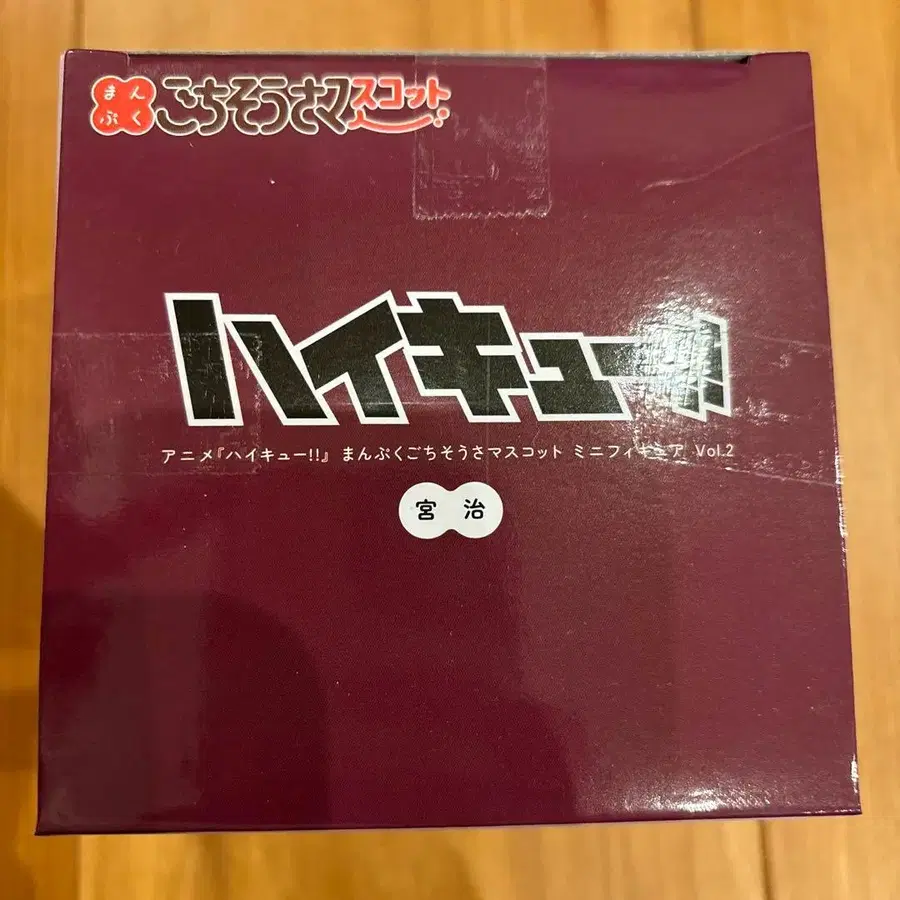 まんぷく ごちそうさマスコット
ハイキュー!!
アニメ『ハイキュー!!』 まんぷくごちそうさマスコット ミニフィギュア Vol.2
宮 治